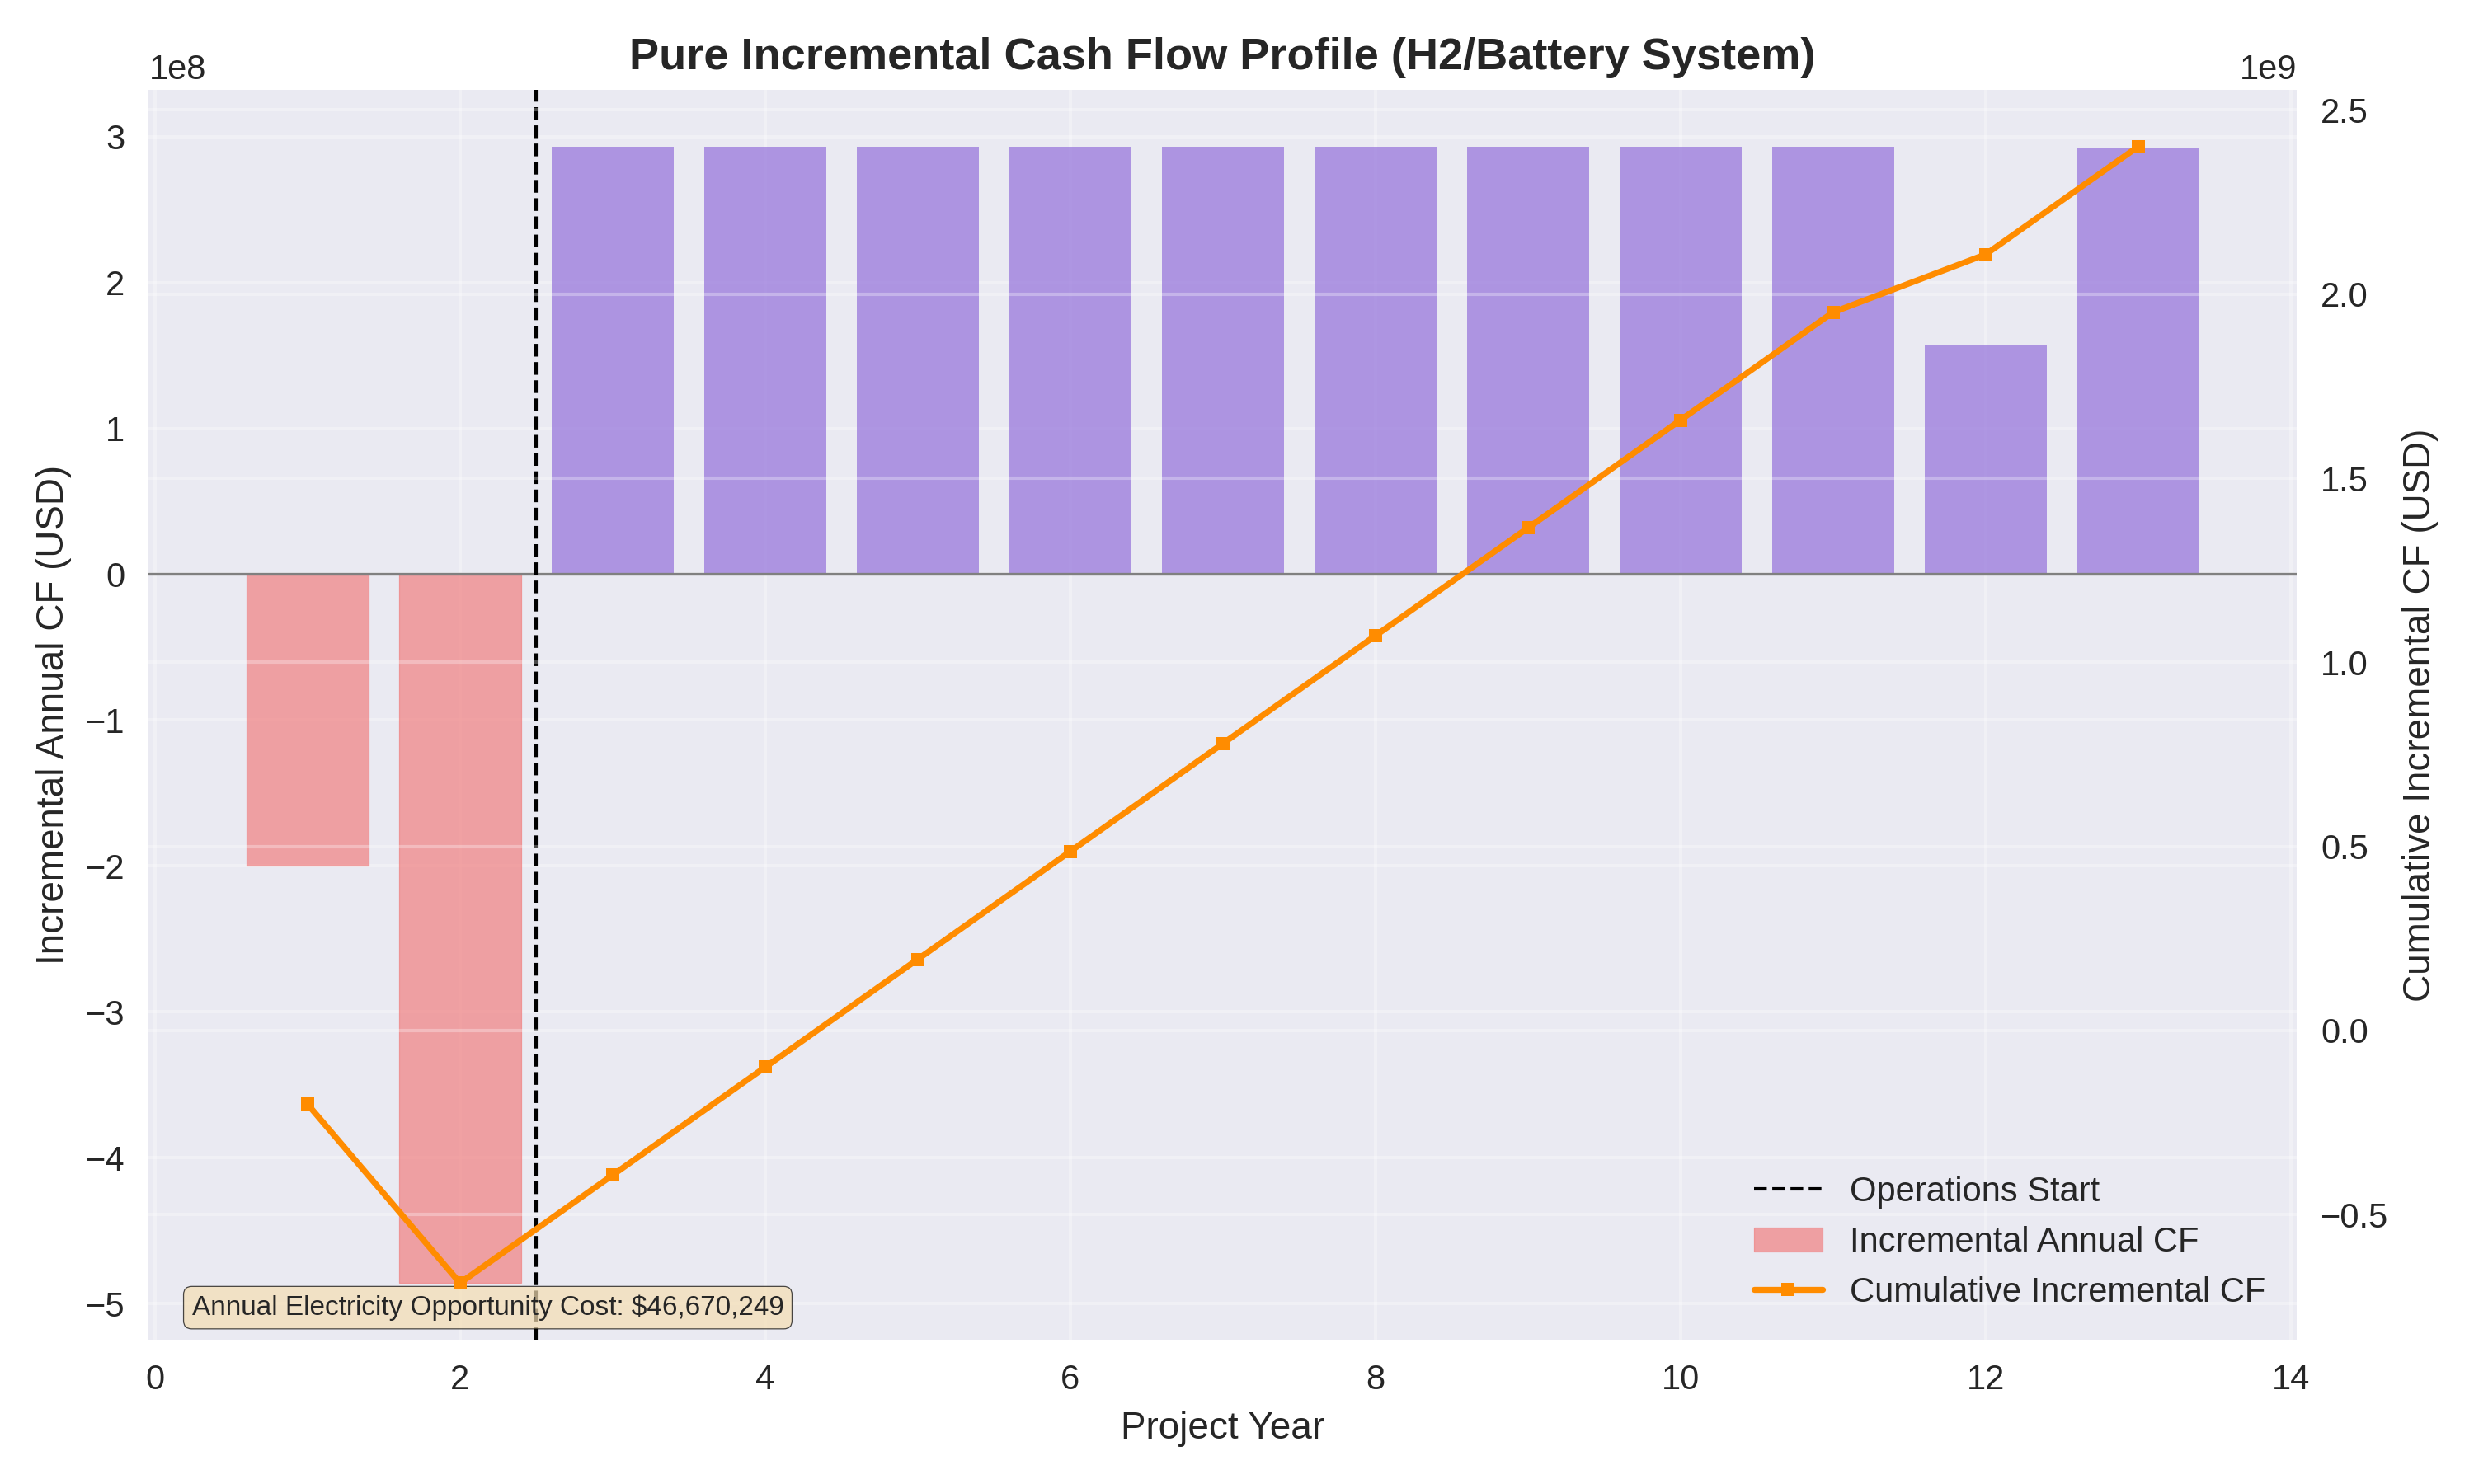 Pure Incremental Cash Flow Profile (H2/Battery System)
1e8
1e9
3
2
1
0
−1
−2
−3
−4
−5
Incremental Annual CF (USD)
2.5
2.0
1.5
1.0
0.5
0.0
−0.5
Cumulative Incremental CF (USD)
Operations Start
Incremental Annual CF
Cumulative Incremental CF
Annual Electricity Opportunity Cost: $46,670,249
0 2 4 6 8 10 12 14
Project Year